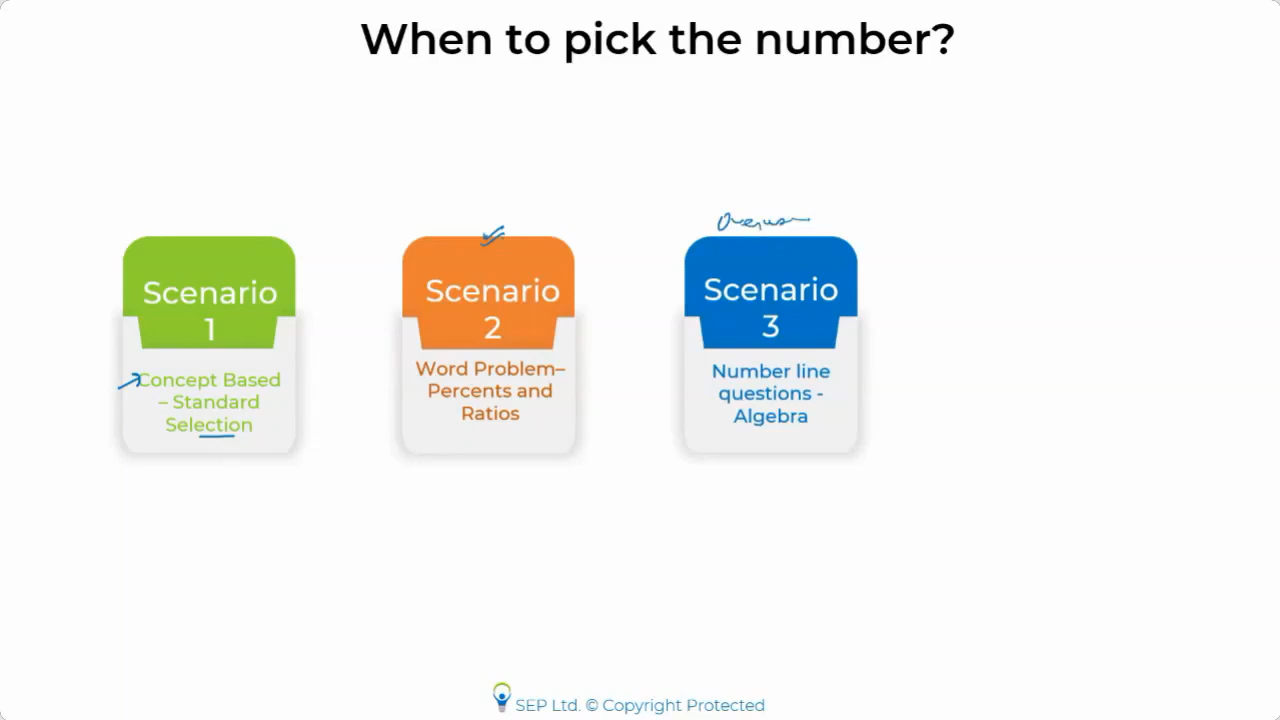 When to pick the number?
Scenario
1
Concept Based
– Standard
Selection
Scenario
2
Word Problem–
Percents and
Ratios
Scenario
3
Number line
questions -
Algebra
SEP Ltd. © Copyright Protected